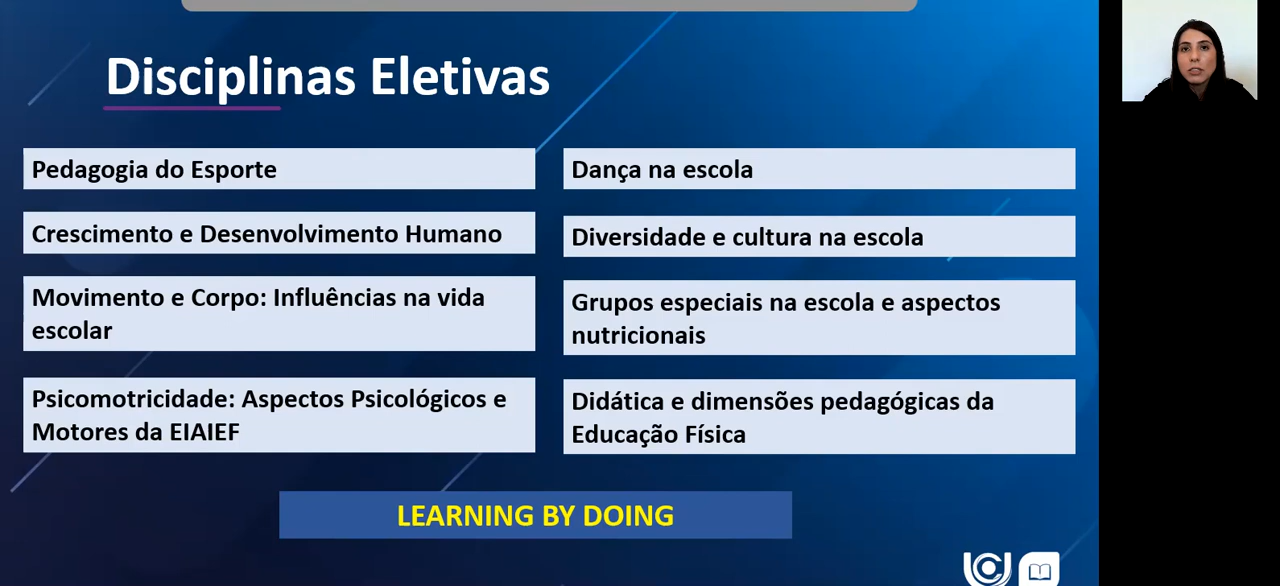 Disciplinas Eletivas
Pedagogia do Esporte
Crescimento e Desenvolvimento Humano
Movimento e Corpo: Influências na vida
escolar
Psicomotricidade: Aspectos Psicológicos e
Motores da EIAIEF
Dança na escola
Diversidade e cultura na escola
Grupos especiais na escola e aspectos
nutricionais
Didática e dimensões pedagógicas da
Educação Física
LEARNING BY DOING